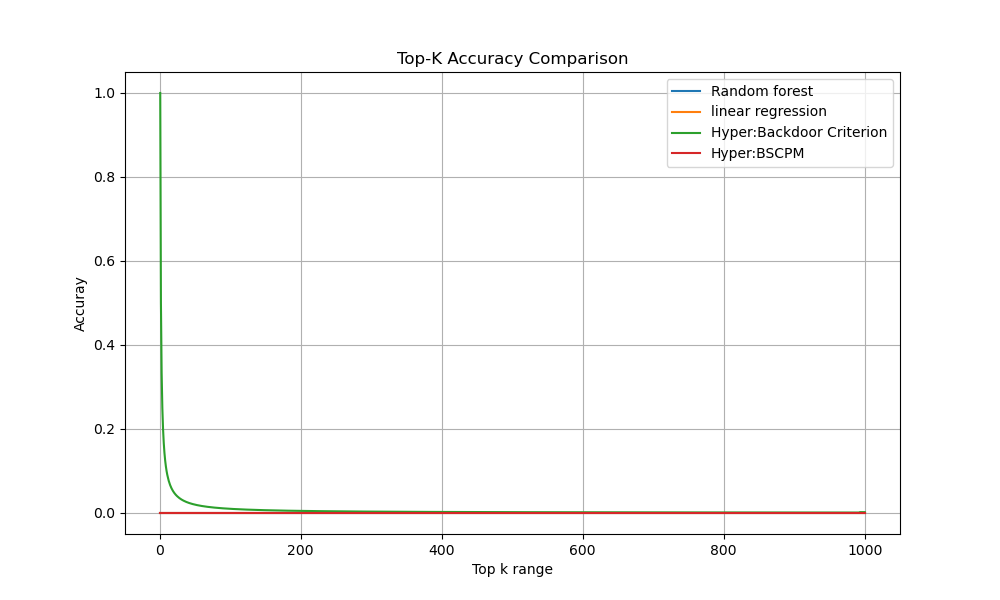 Top-K Accuracy Comparison
Random forest
linear regression
Hyper:Backdoor Criterion
Hyper:BSCPM
1.0
0.8
0.6
0.4
0.2
0.0
Accuray
0 200 400 600 800 1000
Top k range